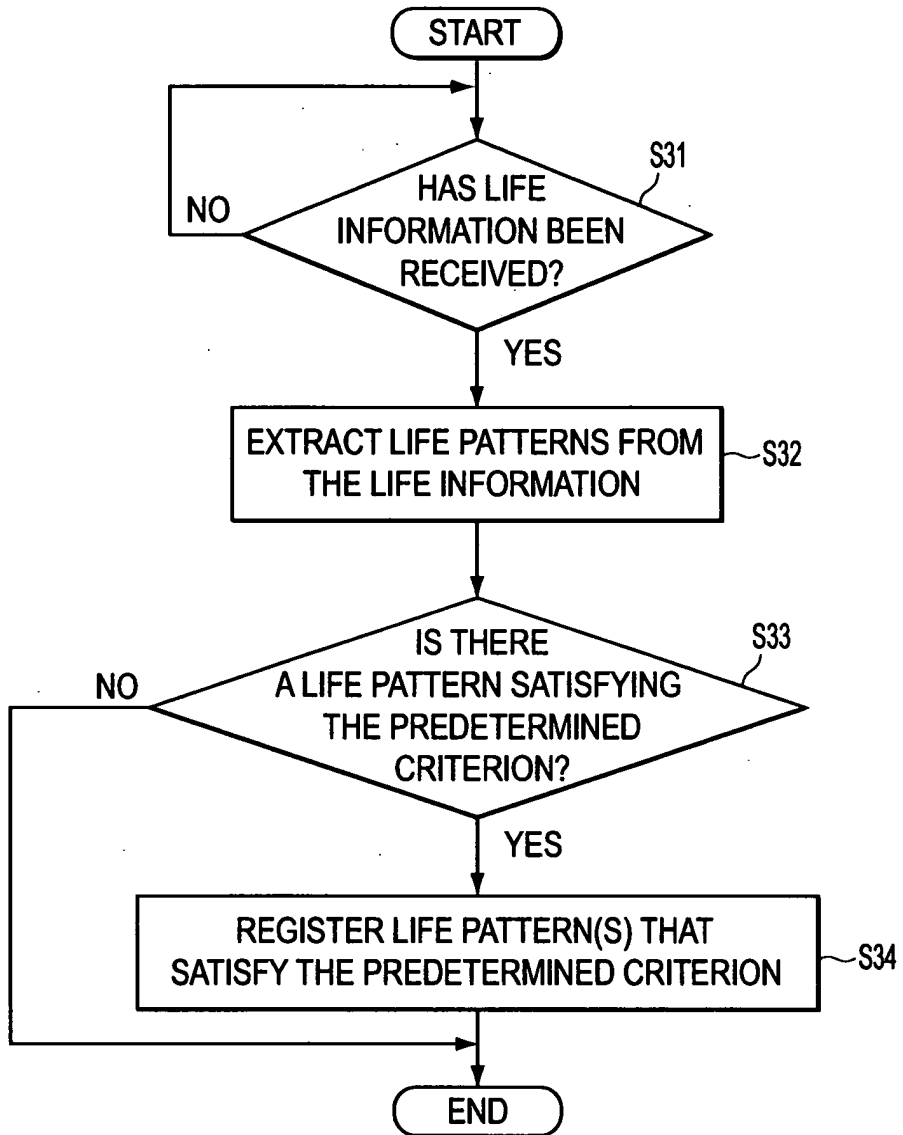 START
S31
HAS LIFE
INFORMATION BEEN
RECEIVED?
NO
YES
EXTRACT LIFE PATTERNS FROM
THE LIFE INFORMATION
S32
S33
IS THERE
A LIFE PATTERN SATISFYING
THE PREDETERMINED
CRITERION?
NO
YES
REGISTER LIFE PATTERN(S) THAT
SATISFY THE PREDETERMINED CRITERION
S34
END